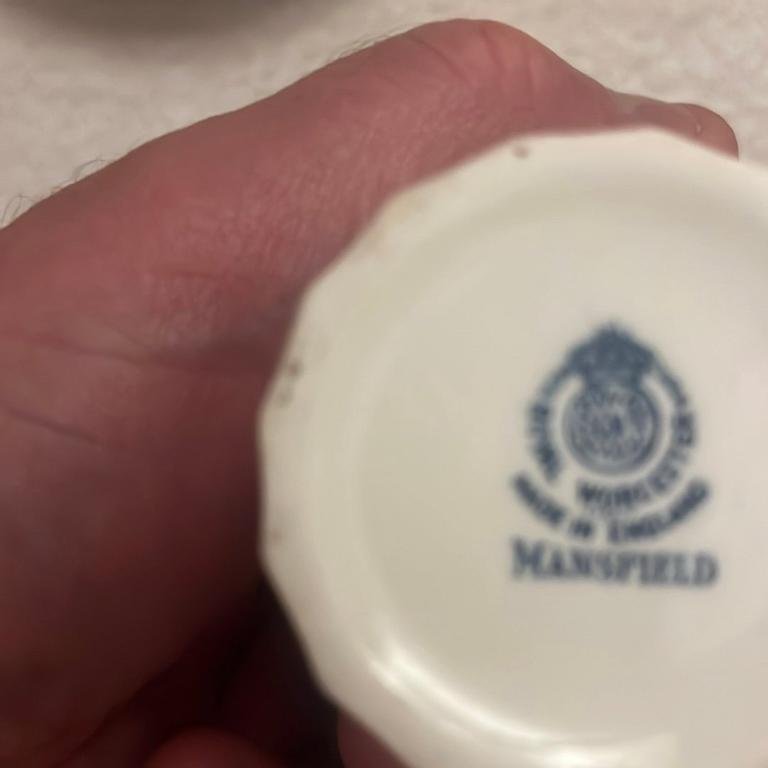 ROYAL WORCESTER
MADE IN ENGLAND
MANSFIELD